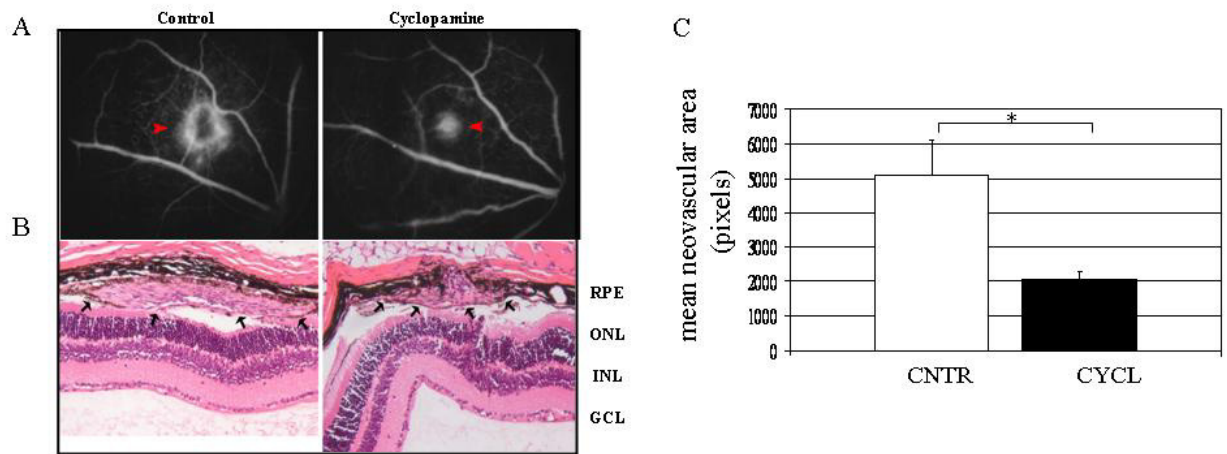 A
Control
Cyclopamine
B
RPE
ONL
INL
GCL
C
mean neovascular area
(pixels)
7000
6000
5000
4000
3000
2000
1000
0
*
CNTR
CYCL